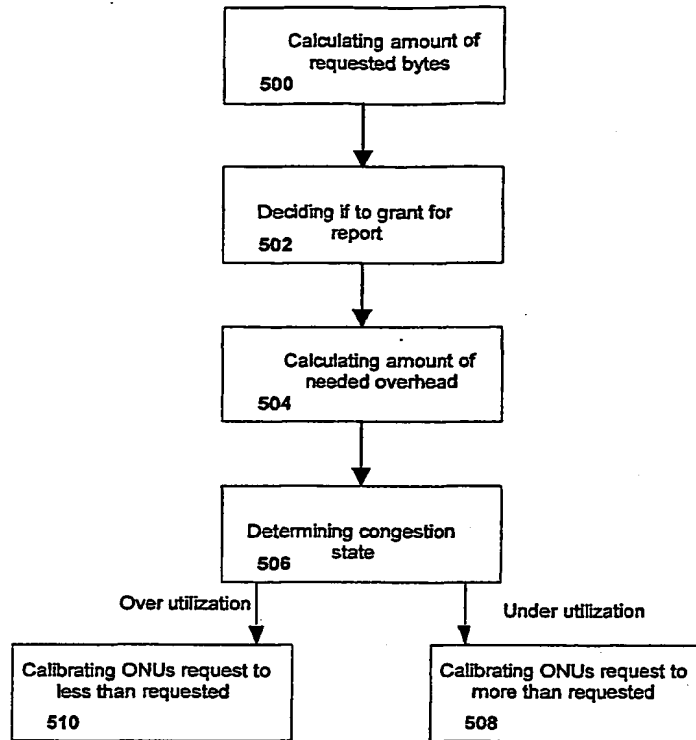 Calculating amount of
requested bytes
500
Deciding if to grant for
report
502
Calculating amount of
needed overhead
504
Determining congestion
state
506
Over utilization
Under utilization
Calibrating ONUs request to
less than requested
510
Calibrating ONUs request to
more than requested
508